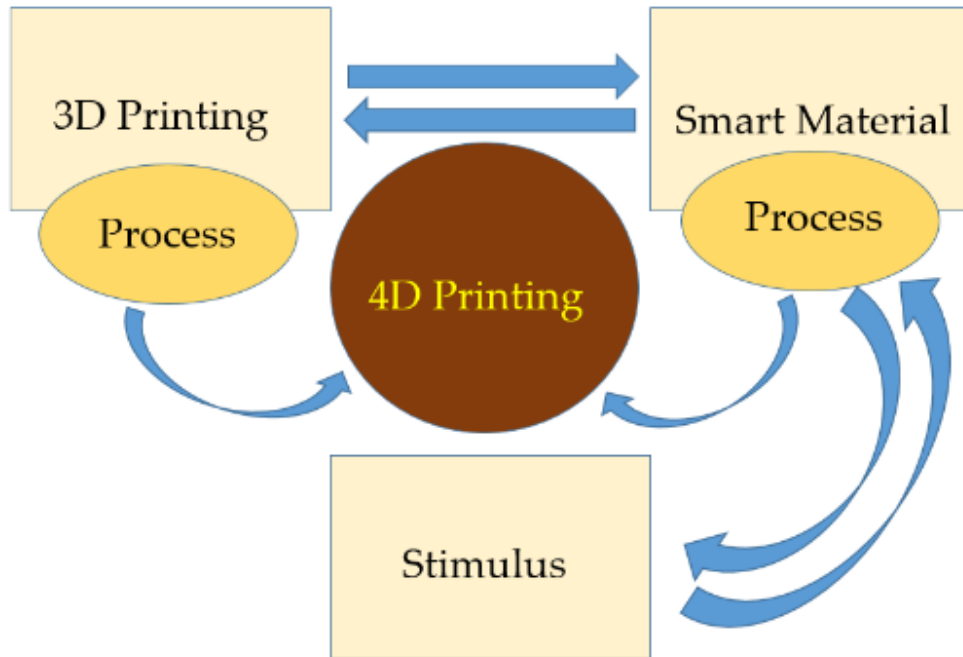 3D Printing
Smart Material
Process
Process
4D Printing
Stimulus